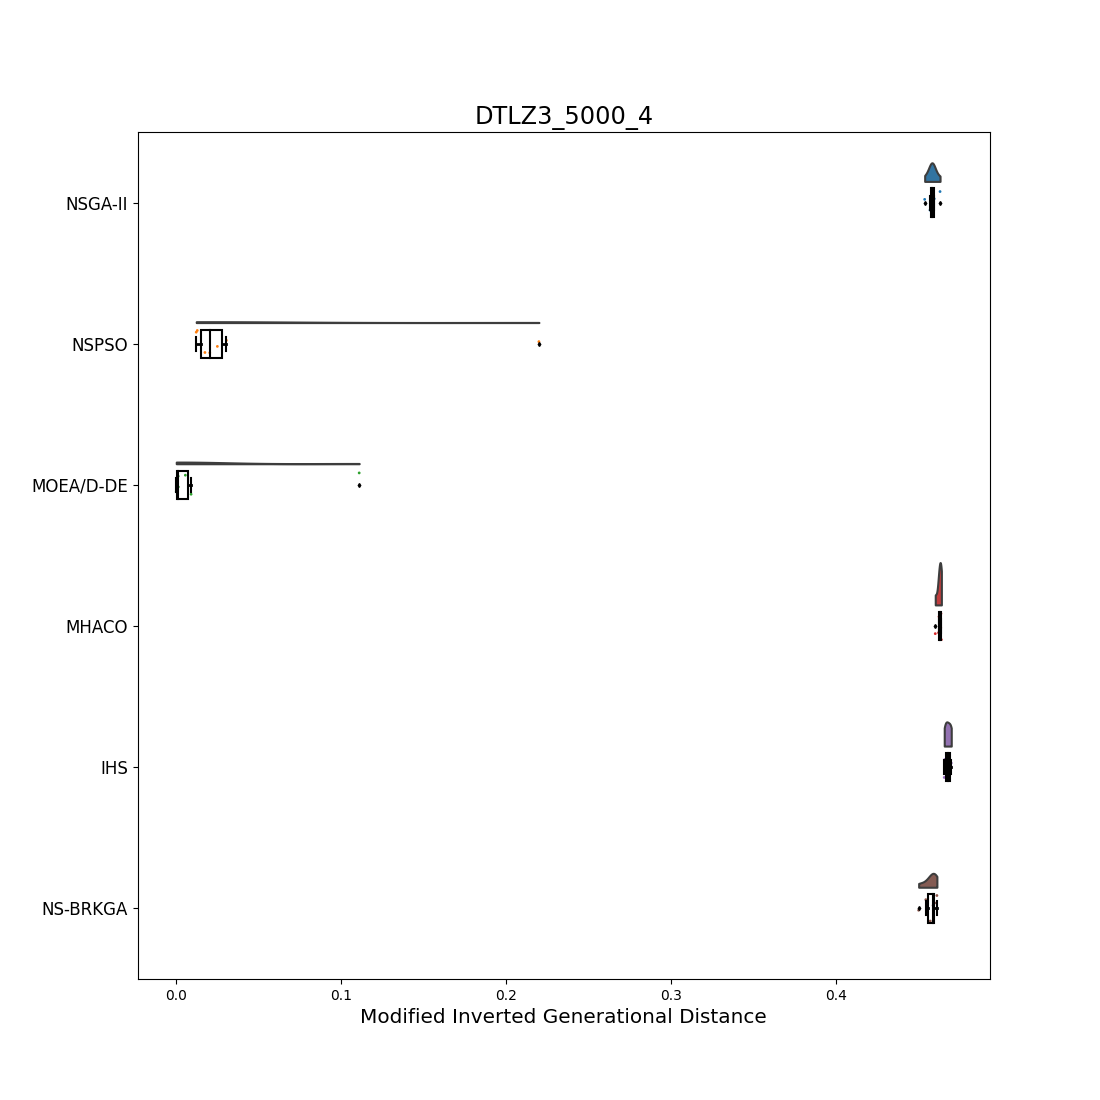 DTLZ3_5000_4
NSGA-II
NSPSO
MOEA/D-DE
MHACO
IHS
NS-BRKGA
0.0 0.1 0.2 0.3 0.4
Modified Inverted Generational Distance